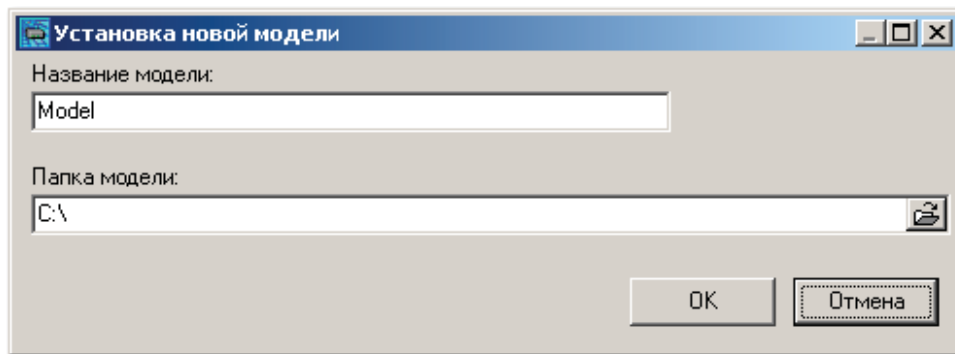 Установка новой модели
Название модели:
Model
Папка модели:
C:\
OK
Отмена